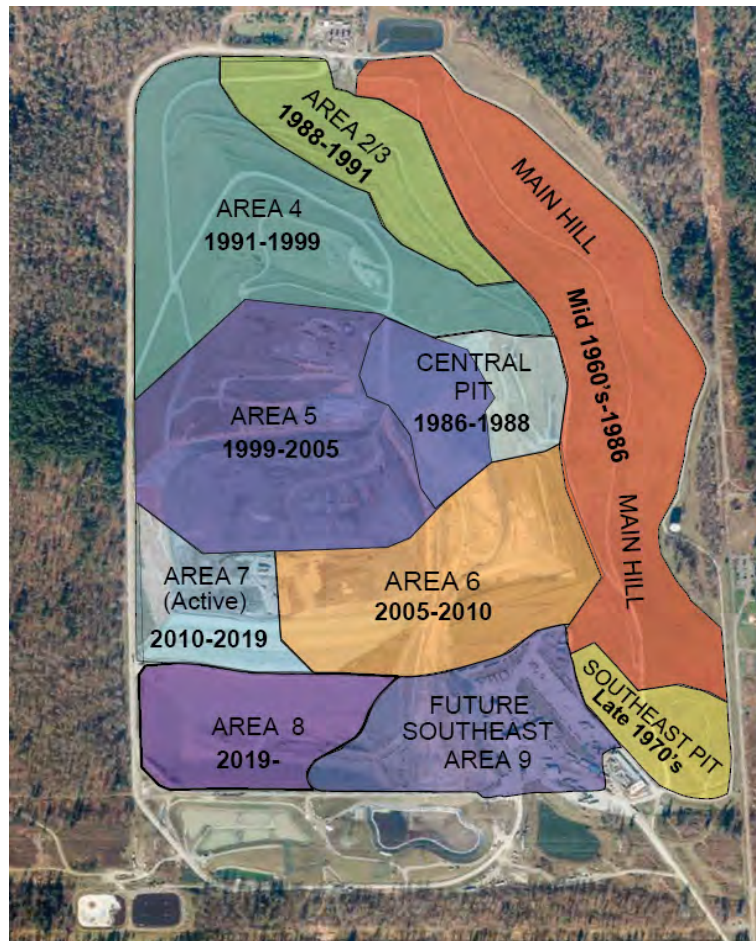 AREA 2/3
1988-1991
MAIN HILL
AREA 4
1991-1999
Mid 1960's-1986
CENTRAL
PIT
1986-1988
AREA 5
1999-2005
MAIN HILL
AREA 7
(Active)
2010-2019
AREA 6
2005-2010
SOUTHEAST PIT
Late 1970's
FUTURE
SOUTHEAST
AREA 9
AREA 8
2019-